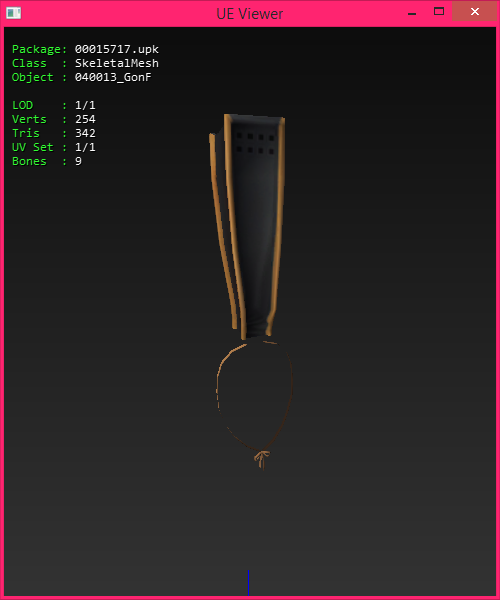 UE Viewer
Package: 00015717.upk
Class : SkeletalMesh
Object : 040013_GonF
LOD : 1/1
Verts : 254
Tris : 342
UV Set : 1/1
Bones : 9